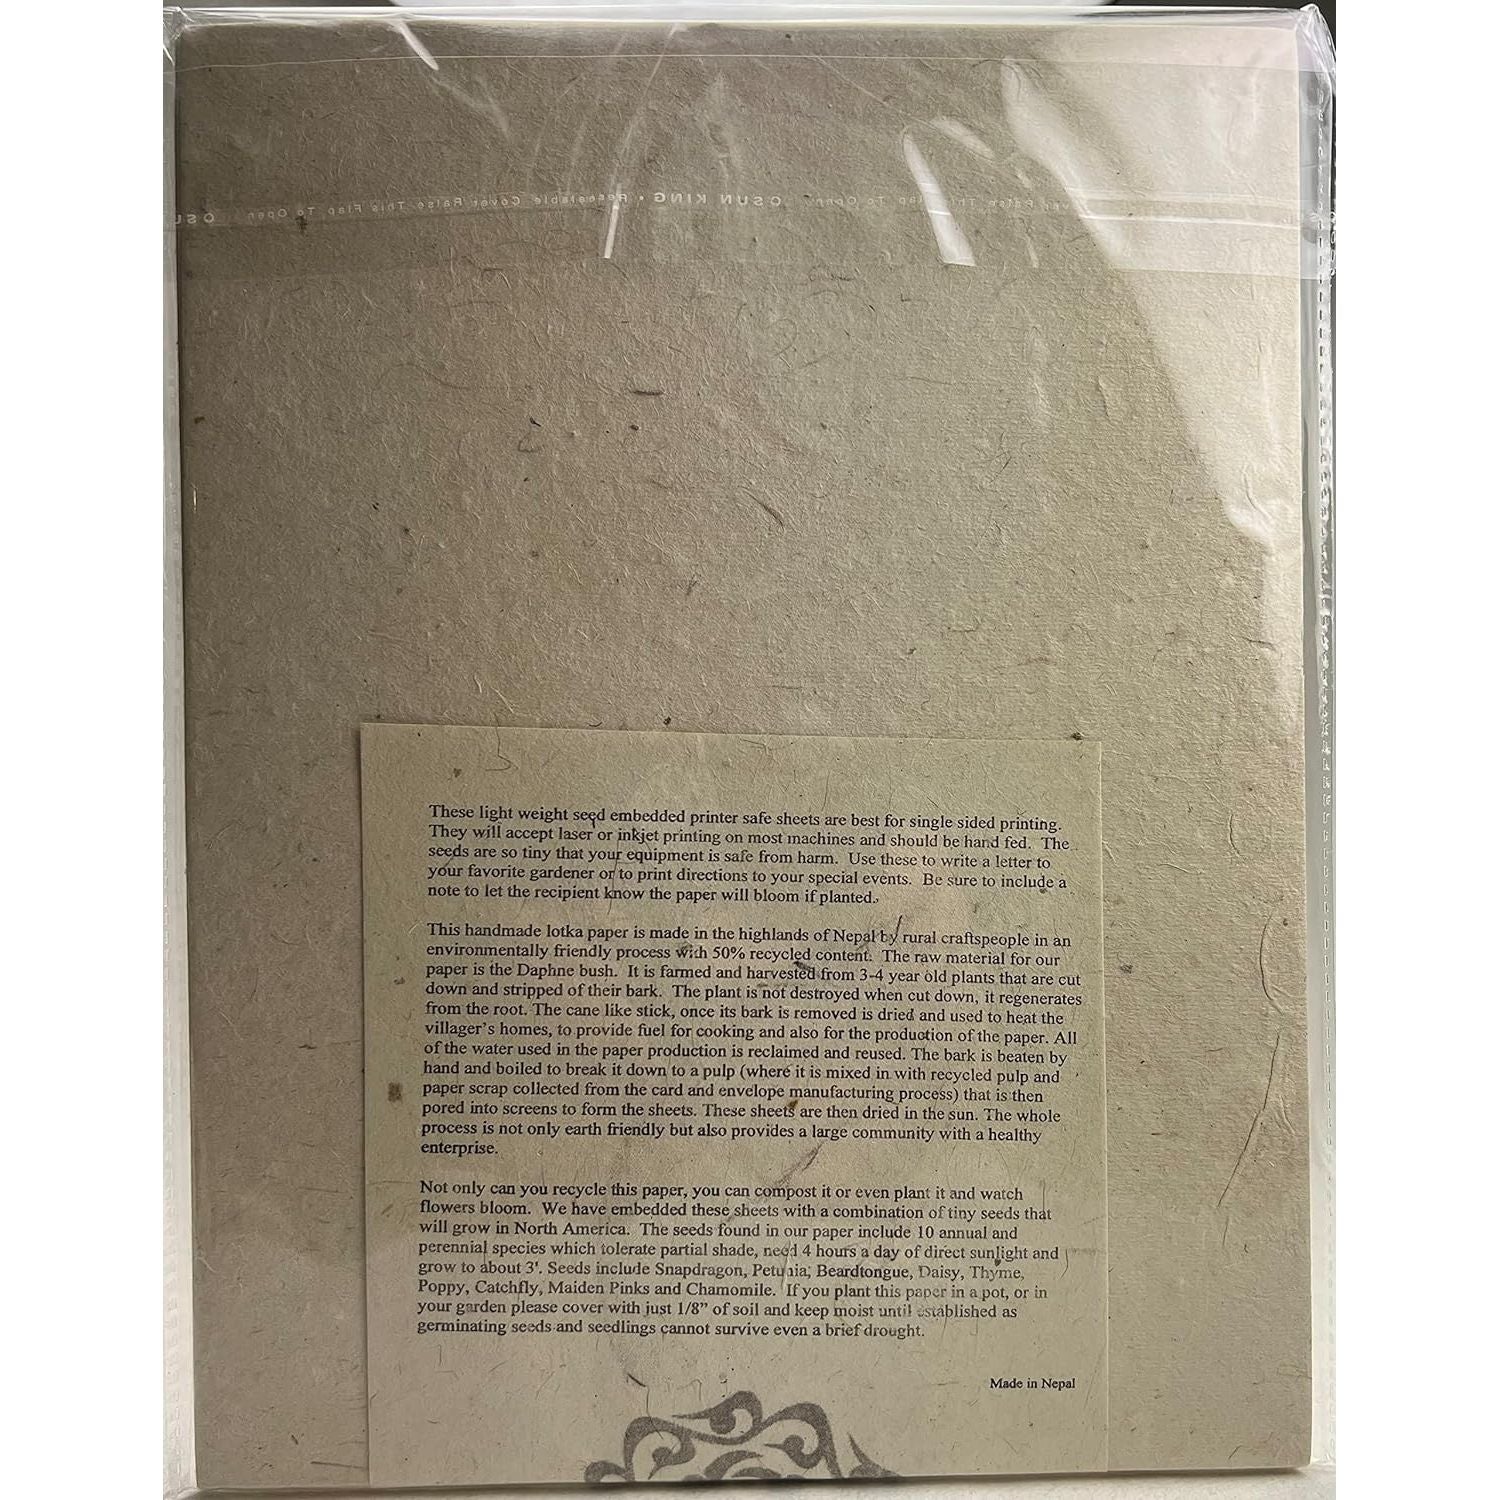 OSUN KING • Resealable Cover Raise This Flap To Open
These light weight seed embedded printer safe sheets are best for single sided printing.
They will accept laser or inkjet printing on most machines and should be hand fed. The
seeds are so tiny that your equipment is safe from harm. Use these to write a letter to
your favorite gardener or to print directions to your special events. Be sure to include a
note to let the recipient know the paper will bloom if planted.
This handmade lotka paper is made in the highlands of Nepal by rural craftspeople in an
environmentally friendly process with 50% recycled content. The raw material for our
paper is the Daphne bush. It is farmed and harvested from 3-4 year old plants that are cut
down and stripped of their bark. The plant is not destroyed when cut down, it regenerates
from the root. The cane like stick, once its bark is removed is dried and used to heat the
villager's homes, to provide fuel for cooking and also for the production of the paper. All
of the water used in the paper production is reclaimed and reused. The bark is beaten by
hand and boiled to break it down to a pulp (where it is mixed in with recycled pulp and
paper scrap collected from the card and envelope manufacturing process) that is then
pored into screens to form the sheets. These sheets are then dried in the sun. The whole
process is not only earth friendly but also provides a large community with a healthy
enterprise.
Not only can you recycle this paper, you can compost it or even plant it and watch
flowers bloom. We have embedded these sheets with a combination of tiny seeds that
will grow in North America. The seeds found in our paper include 10 annual and
perennial species which tolerate partial shade, need 4 hours a day of direct sunlight and
grow to about 3'. Seeds include Snapdragon, Petunia, Beardtongue, Daisy, Thyme,
Poppy, Catchfly, Maiden Pinks and Chamomile. If you plant this paper in a pot, or in
your garden please cover with just 1/8" of soil and keep moist until established as
germinating seeds and seedlings cannot survive even a brief drought.
Made in Nepal